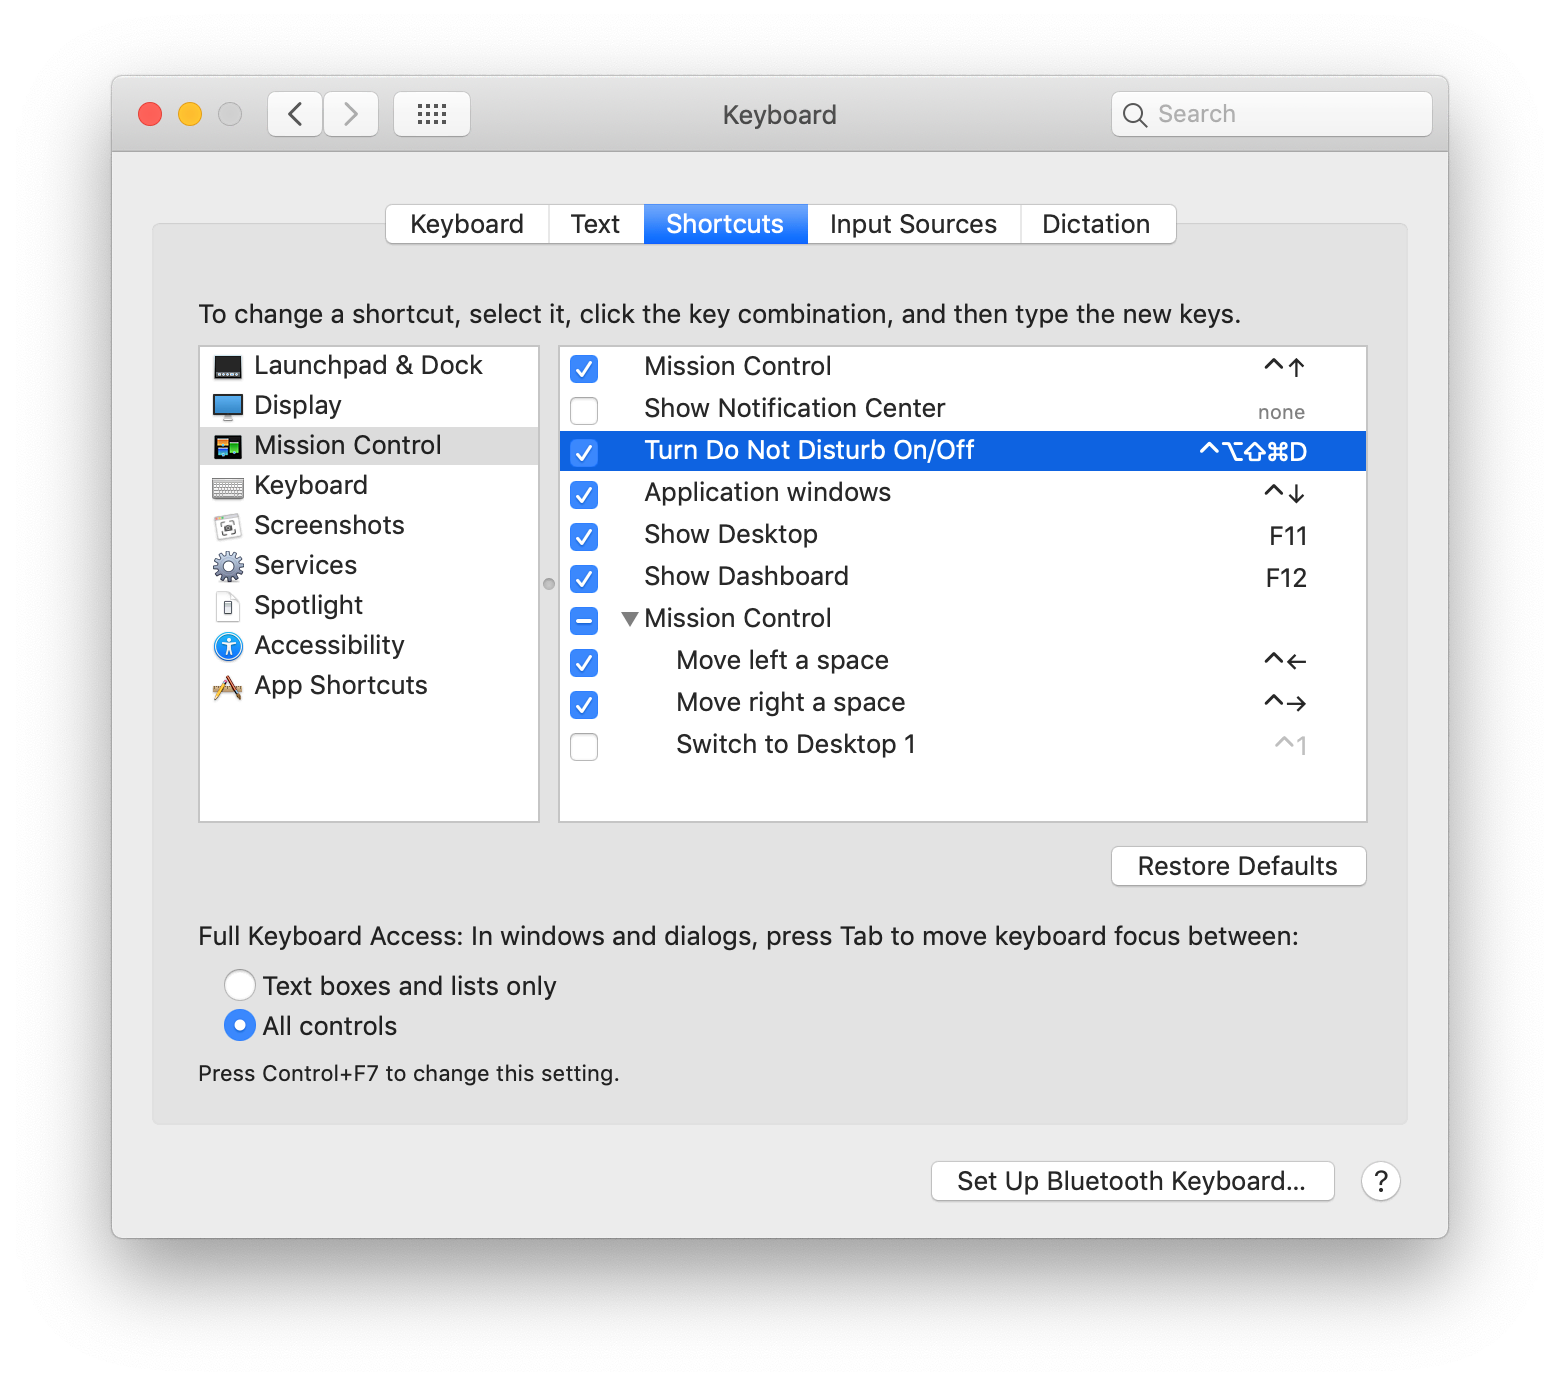 Keyboard
Search
Keyboard Text Shortcuts Input Sources Dictation
To change a shortcut, select it, click the key combination, and then type the new keys.
Launchpad & Dock
Display
Mission Control
Keyboard
Screenshots
Services
Spotlight
Accessibility
App Shortcuts
Mission Control ^↑
Show Notification Center none
Turn Do Not Disturb On/Off ^⌥⇧⌘D
Application windows ^↓
Show Desktop F11
Show Dashboard F12
▼ Mission Control
Move left a space ^←
Move right a space ^→
Switch to Desktop 1 ^1
Restore Defaults
Full Keyboard Access: In windows and dialogs, press Tab to move keyboard focus between:
Text boxes and lists only
All controls
Press Control+F7 to change this setting.
Set Up Bluetooth Keyboard... ?